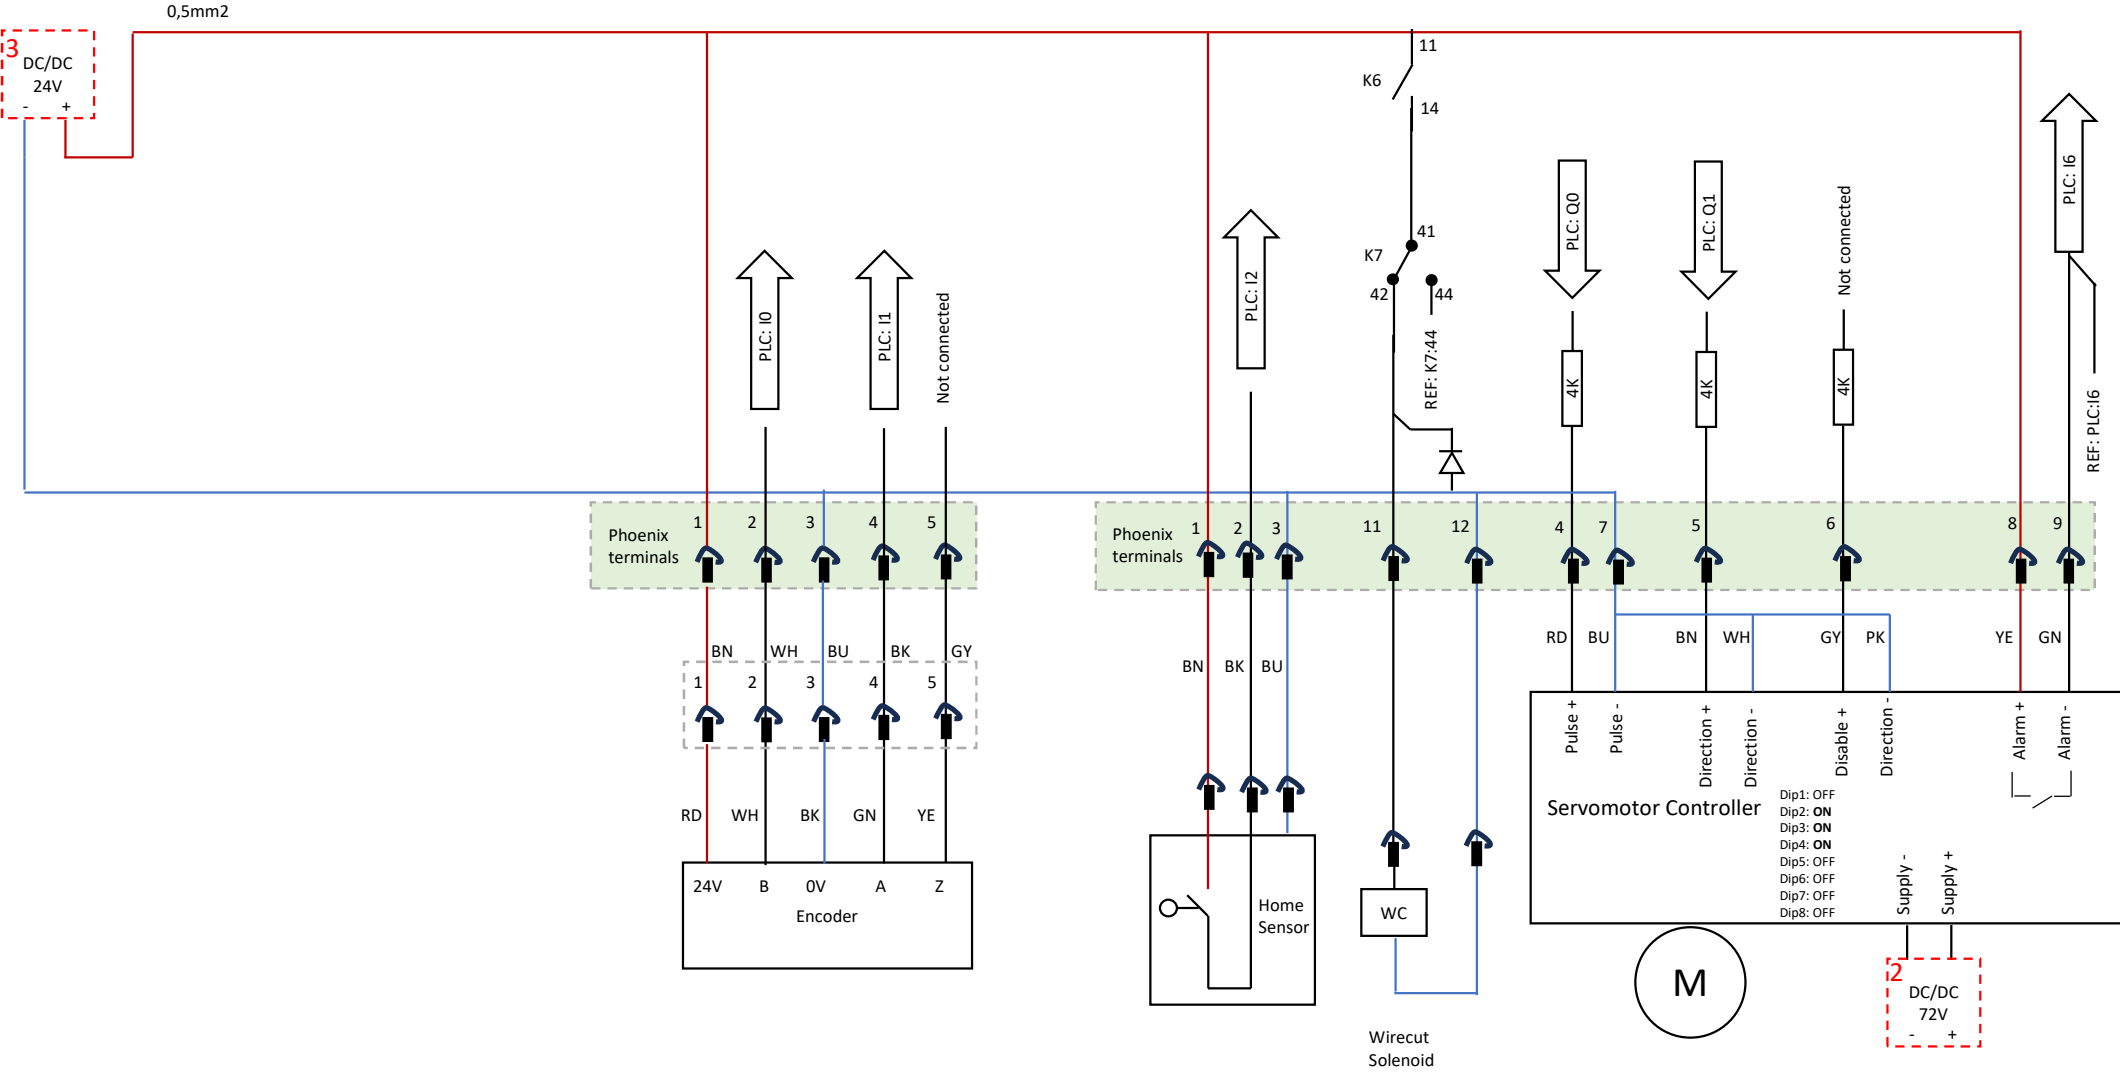 0,5mm2
3
DC/DC
24V
- +
11
K6
14
PLC: I6
PLC: Q0
PLC: Q1
Not connected
41
K7
42
44
PLC: I2
PLC: I0
PLC: I1
Not connected
REF: K7:44
4K
4K
4K
REF: PLC:I6
Phoenix
terminals
1 2 3 4 5
Phoenix
terminals
1 2 3 11 12 4 7 5 6 8 9
BN WH BU BK GY
1 2 3 4 5
BN BK BU
RD BU BN WH GY PK YE GN
Pulse +
Pulse -
Direction +
Direction -
Disable +
Direction -
Alarm +
Alarm -
RD WH BK GN YE
24V B 0V A Z
Encoder
Home
Sensor
WC
Wirecut
Solenoid
Servomotor Controller
Dip1: OFF
Dip2: ON
Dip3: ON
Dip4: ON
Dip5: OFF
Dip6: OFF
Dip7: OFF
Dip8: OFF
Supply -
Supply +
M
2
DC/DC
72V
- +